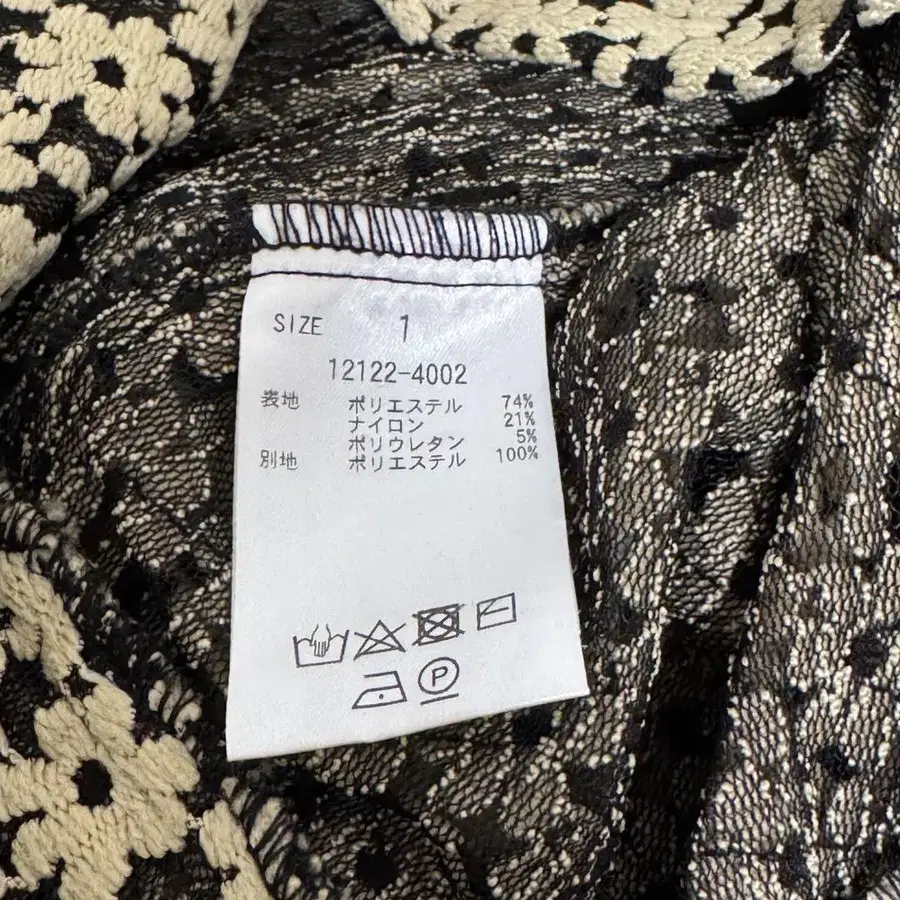 SIZE 1
12122-4002
表地 ポリエステル 74%
ナイロン 21%
ポリウレタン 5%
別地 ポリエステル 100%
P